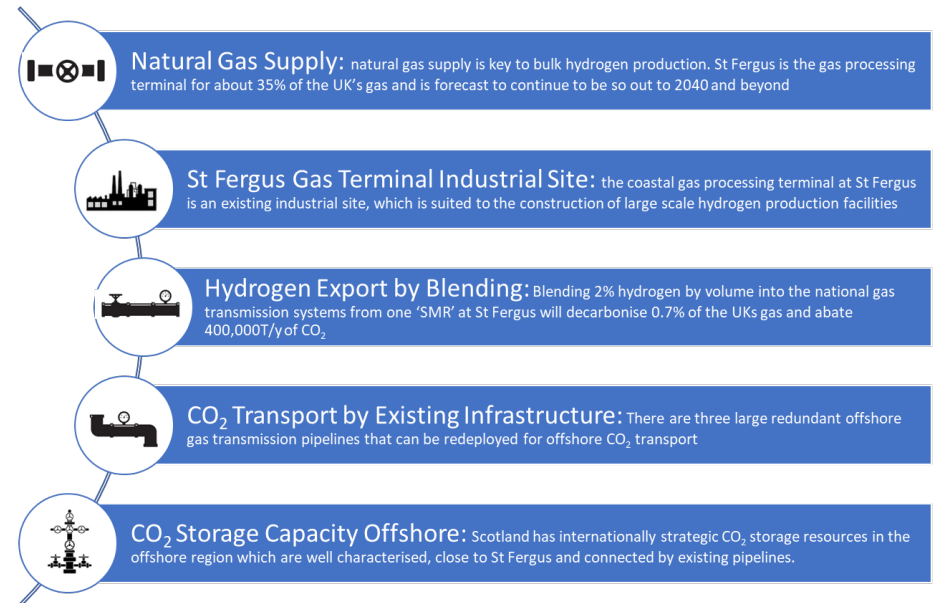 Natural Gas Supply: natural gas supply is key to bulk hydrogen production. St Fergus is the gas processing
terminal for about 35% of the UK's gas and is forecast to continue to be so out to 2040 and beyond
St Fergus Gas Terminal Industrial Site: the coastal gas processing terminal at St Fergus
is an existing industrial site, which is suited to the construction of large scale hydrogen production facilities
Hydrogen Export by Blending: Blending 2% hydrogen by volume into the national gas
transmission systems from one 'SMR' at St Fergus will decarbonise 0.7% of the UKs gas and abate
400,000T/y of CO₂
CO₂ Transport by Existing Infrastructure: There are three large redundant offshore
gas transmission pipelines that can be redeployed for offshore CO₂ transport
CO₂ Storage Capacity Offshore: Scotland has internationally strategic CO₂ storage resources in the
offshore region which are well characterised, close to St Fergus and connected by existing pipelines.